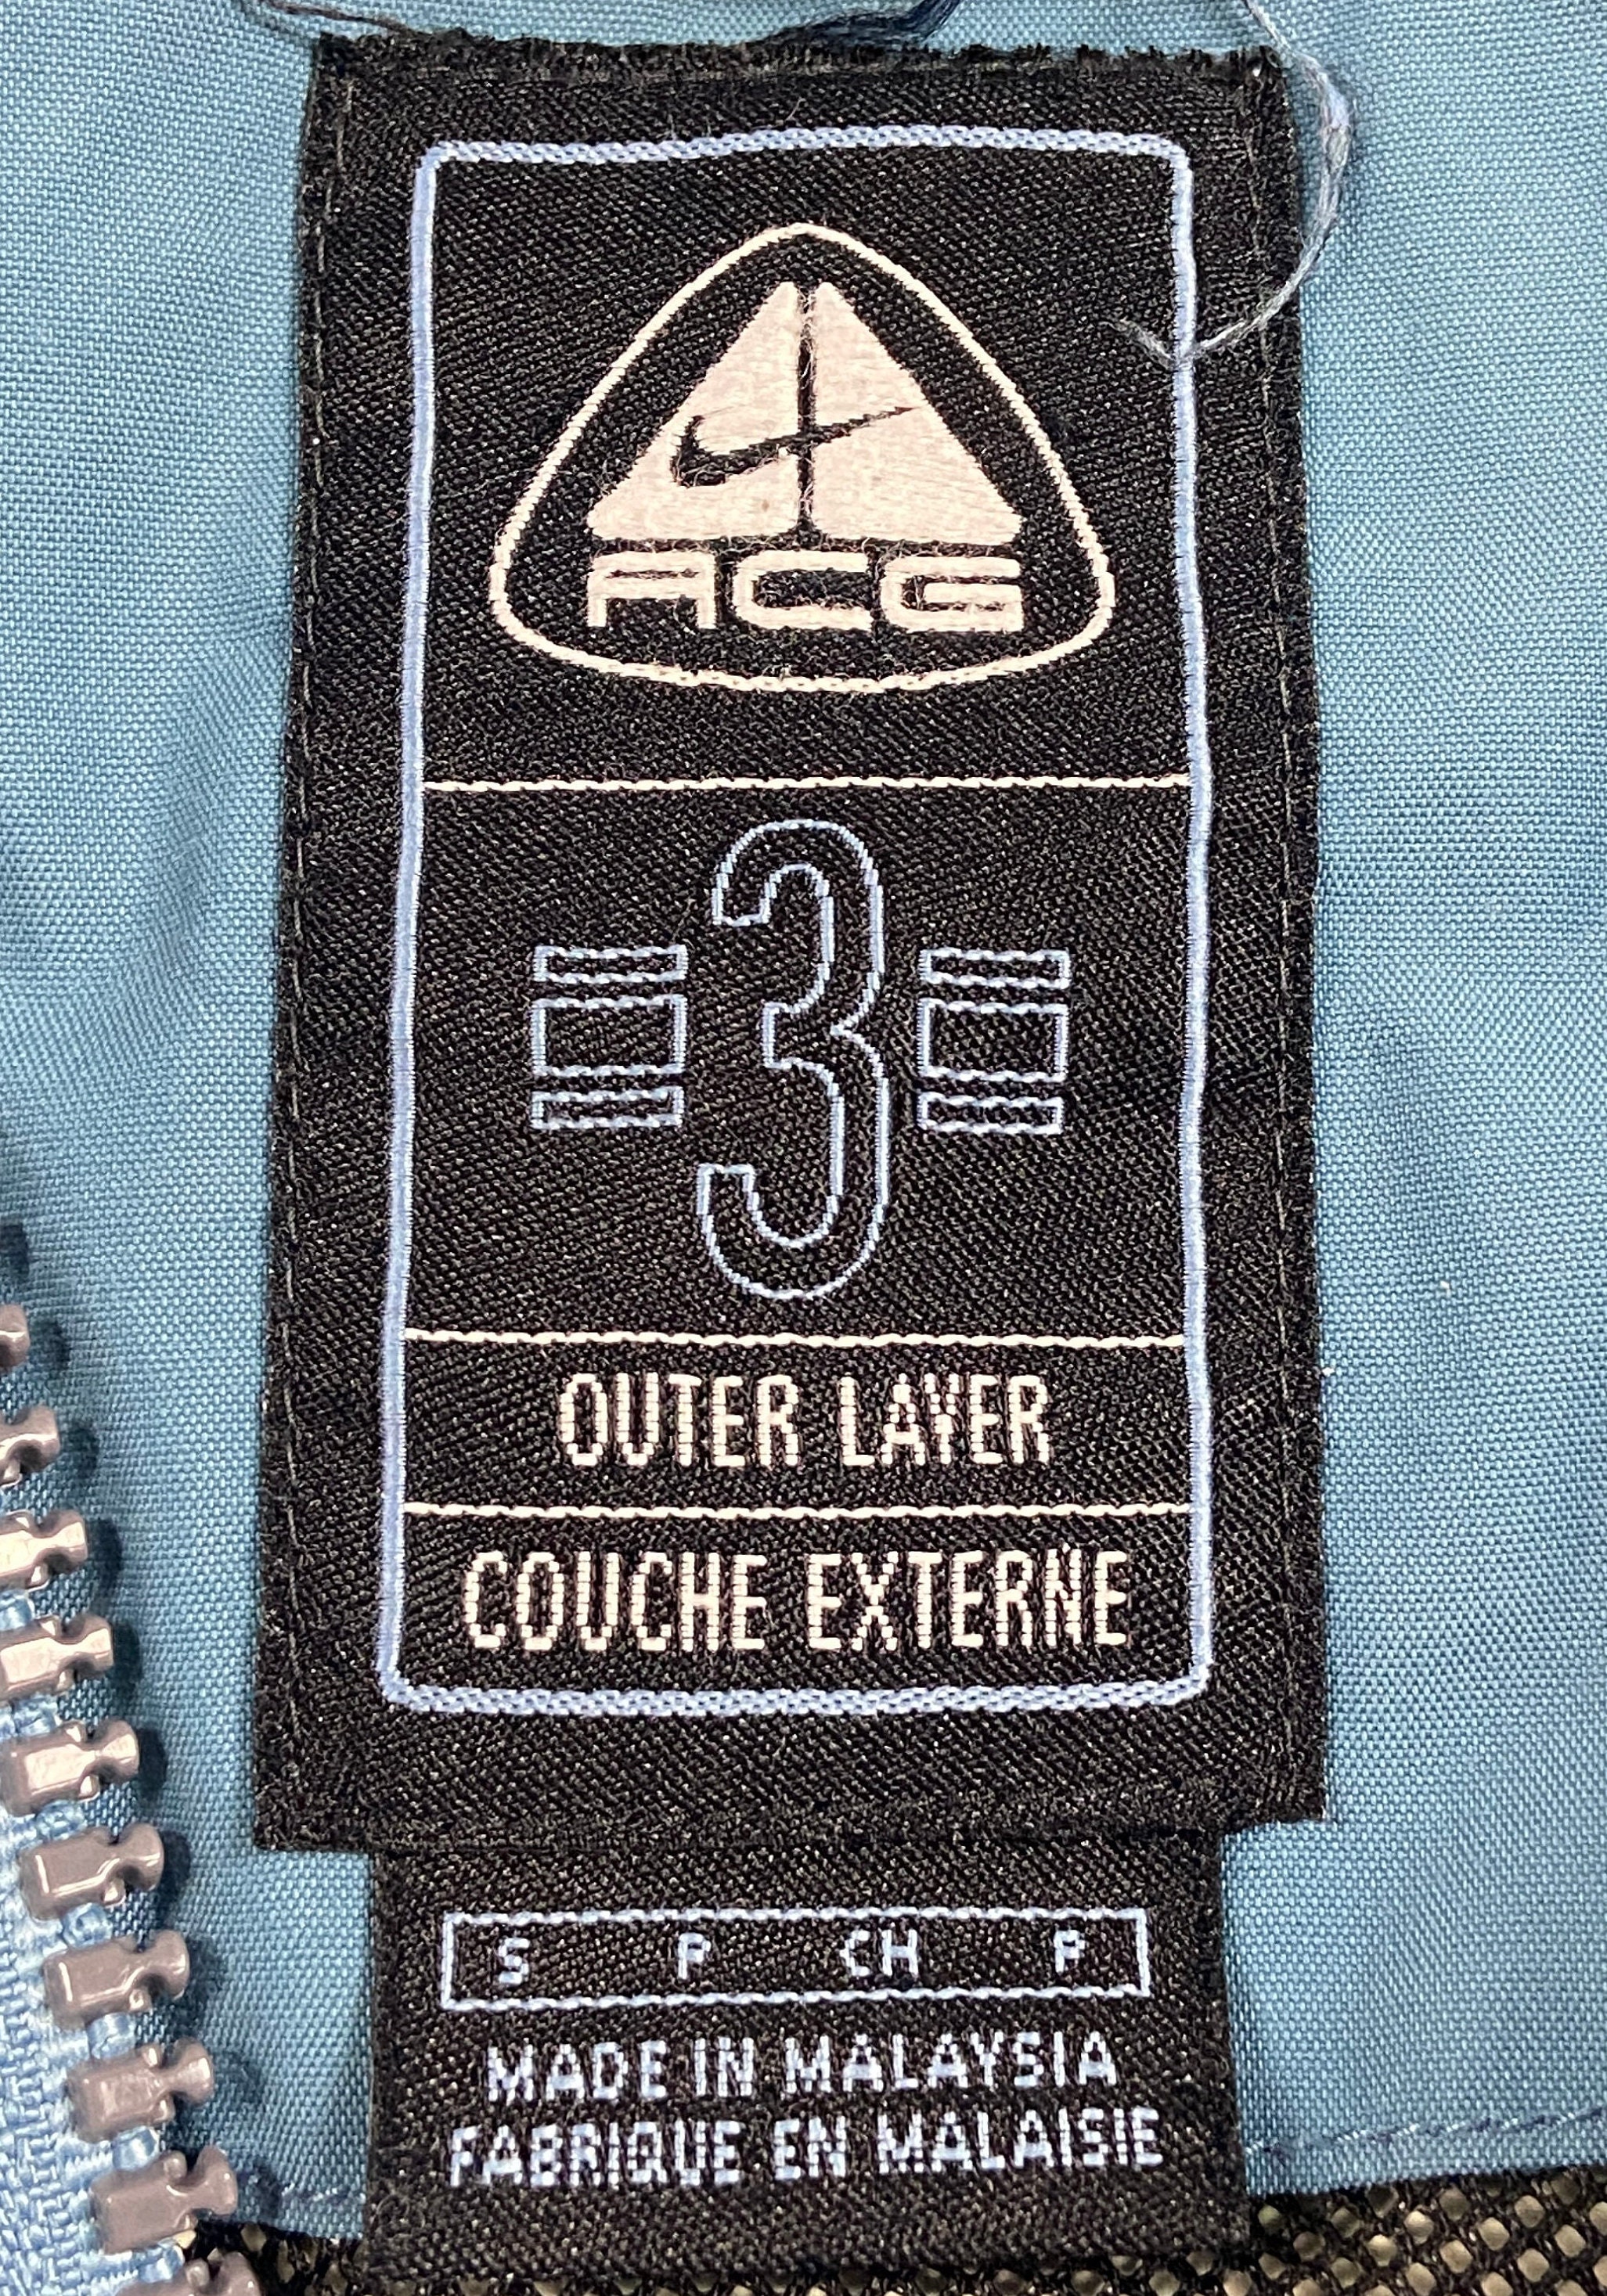 ACG
3
OUTER LAYER
COUCHE EXTERNE
S P CH P
MADE IN MALAYSIA
FABRIQUE EN MALAISIE